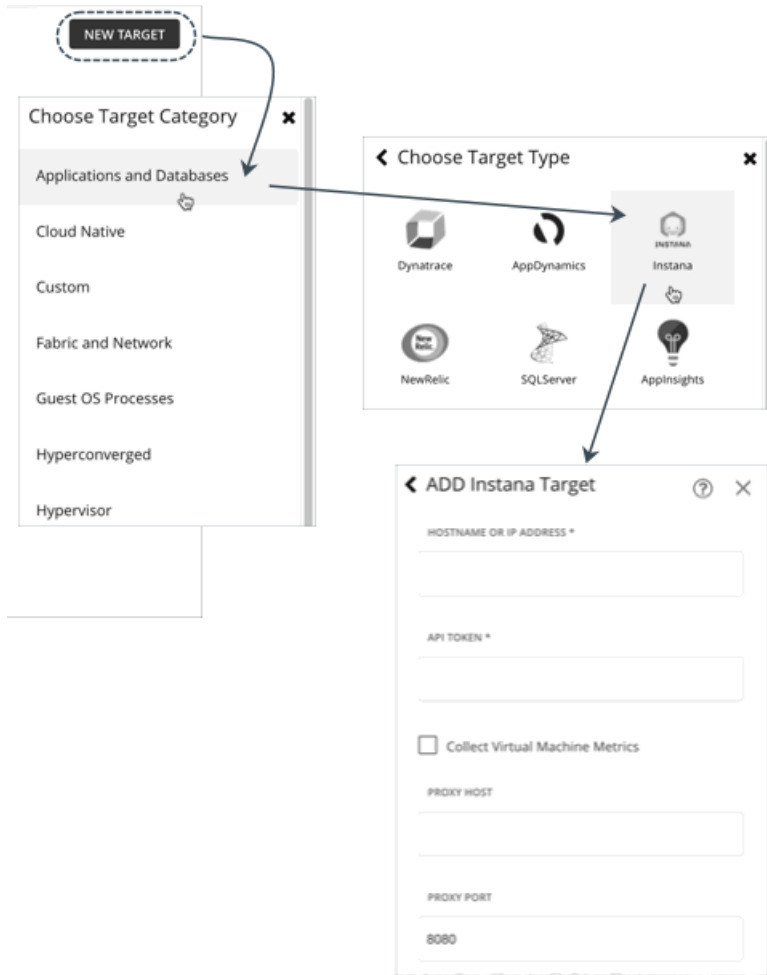 NEW TARGET
Choose Target Category
Applications and Databases
Cloud Native
Custom
Fabric and Network
Guest OS Processes
Hyperconverged
Hypervisor
Choose Target Type
Dynatrace
AppDynamics
INSTANA
Instana
New
Relic
NewRelic
SQLServer
AppInsights
ADD Instana Target
HOSTNAME OR IP ADDRESS *
API TOKEN *
Collect Virtual Machine Metrics
PROXY HOST
PROXY PORT
8080